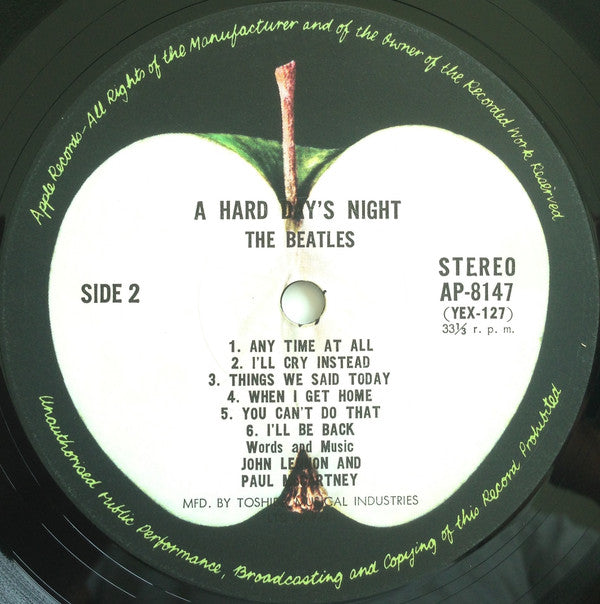 Apple Records-All Rights of the Manufacturer and of the Owner of the Recorded Work Reserved
A HARD DAY'S NIGHT
THE BEATLES
SIDE 2
STEREO
AP-8147
(YEX-127)
33⅓ r. p. m.
1. ANY TIME AT ALL
2. I'LL CRY INSTEAD
3. THINGS WE SAID TODAY
4. WHEN I GET HOME
5. YOU CAN'T DO THAT
6. I'LL BE BACK
Words and Music
JOHN LENNON AND
PAUL McCARTNEY
MFD. BY TOSHIBA MUSICAL INDUSTRIES
Unauthorised Public Performance, Broadcasting and Copying of this Record Prohibited